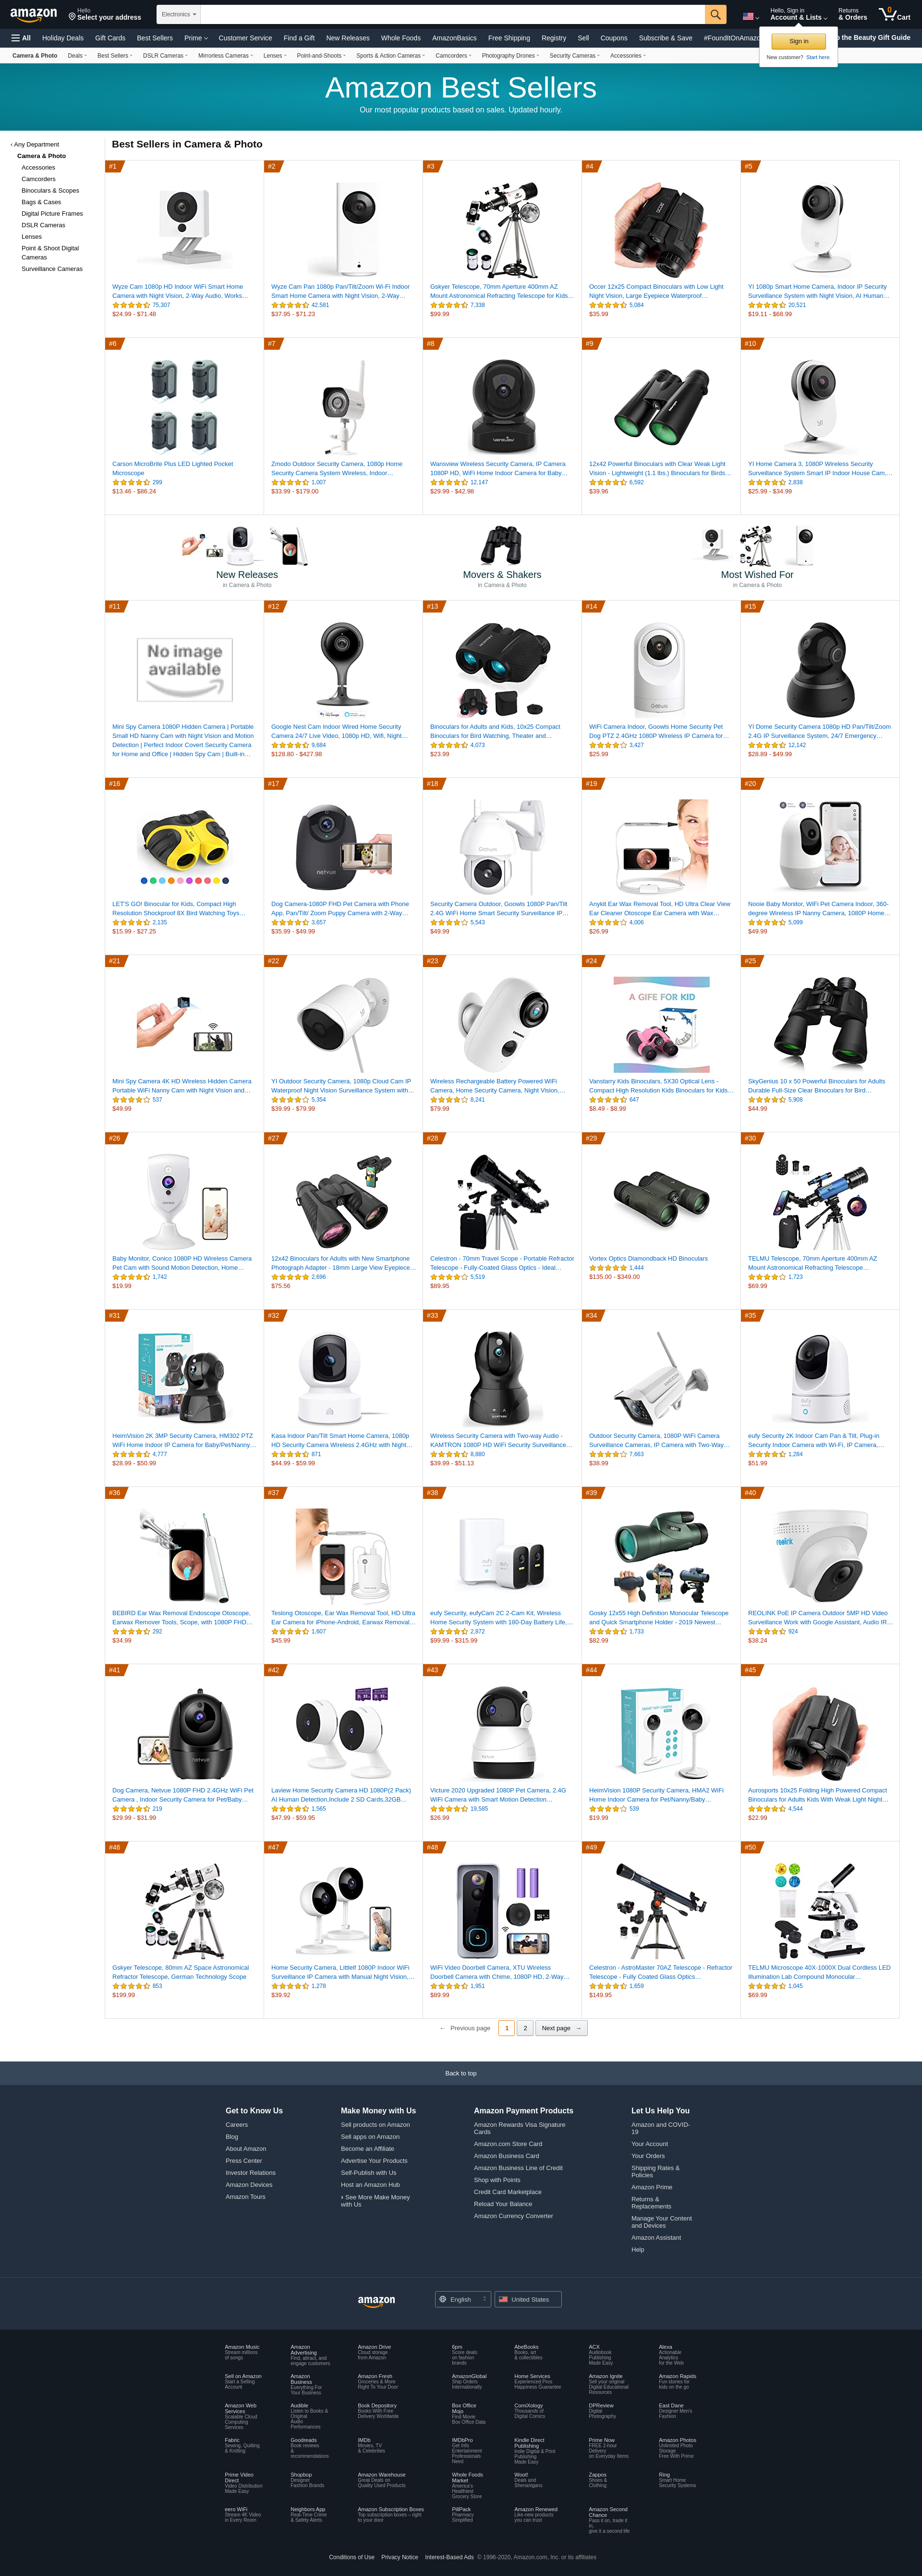 amazon
Hello
Select your address
Electronics
Hello, Sign in
Account & Lists
Returns
& Orders
0
Cart
All
Holiday Deals
Gift Cards
Best Sellers
Prime
Customer Service
Find a Gift
New Releases
Whole Foods
AmazonBasics
Free Shipping
Registry
Sell
Coupons
Subscribe & Save
#FoundItOnAmazon
the Beauty Gift Guide
Sign in
New customer? Start here.
Camera & Photo
Deals
Best Sellers
DSLR Cameras
Mirrorless Cameras
Lenses
Point-and-Shoots
Sports & Action Cameras
Camcorders
Photography Drones
Security Cameras
Accessories
Amazon Best Sellers
Our most popular products based on sales. Updated hourly.
‹ Any Department
Camera & Photo
Accessories
Camcorders
Binoculars & Scopes
Bags & Cases
Digital Picture Frames
DSLR Cameras
Lenses
Point & Shoot Digital
Cameras
Surveillance Cameras
Best Sellers in Camera & Photo
#1
Wyze Cam 1080p HD Indoor WiFi Smart Home
Camera with Night Vision, 2-Way Audio, Works…
75,307
$24.99 - $71.48
#2
Wyze Cam Pan 1080p Pan/Tilt/Zoom Wi-Fi Indoor
Smart Home Camera with Night Vision, 2-Way…
42,581
$37.95 - $71.23
#3
Gskyer Telescope, 70mm Aperture 400mm AZ
Mount Astronomical Refracting Telescope for Kids…
7,338
$99.99
#4
Occer 12x25 Compact Binoculars with Low Light
Night Vision, Large Eyepiece Waterproof…
5,084
$35.99
#5
YI 1080p Smart Home Camera, Indoor IP Security
Surveillance System with Night Vision, AI Human…
20,521
$19.11 - $68.99
#6
Carson MicroBrite Plus LED Lighted Pocket
Microscope
299
$13.46 - $86.24
#7
Zmodo Outdoor Security Camera, 1080p Home
Security Camera System Wireless, Indoor…
1,007
$33.99 - $179.00
#8
Wansview Wireless Security Camera, IP Camera
1080P HD, WiFi Home Indoor Camera for Baby…
12,147
$29.99 - $42.98
#9
12x42 Powerful Binoculars with Clear Weak Light
Vision - Lightweight (1.1 lbs.) Binoculars for Birds…
6,592
$39.96
#10
YI Home Camera 3, 1080P Wireless Security
Surveillance System Smart IP Indoor House Cam,…
2,838
$25.99 - $34.99
New Releases
in Camera & Photo
Movers & Shakers
in Camera & Photo
Most Wished For
in Camera & Photo
#11
No image
available
Mini Spy Camera 1080P Hidden Camera | Portable
Small HD Nanny Cam with Night Vision and Motion
Detection | Perfect Indoor Covert Security Camera
for Home and Office | Hidden Spy Cam | Built-in…
#12
Google Nest Cam Indoor Wired Home Security
Camera 24/7 Live Video, 1080p HD, Wifi, Night…
9,684
$128.80 - $427.98
#13
Binoculars for Adults and Kids, 10x25 Compact
Binoculars for Bird Watching, Theater and…
4,073
$23.99
#14
WiFi Camera Indoor, Goowls Home Security Pet
Dog PTZ 2.4GHz 1080P Wireless IP Camera for…
3,427
$25.99
#15
YI Dome Security Camera 1080p HD Pan/Tilt/Zoom
2.4G IP Surveillance System, 24/7 Emergency…
12,142
$28.89 - $49.99
#16
LET'S GO! Binocular for Kids, Compact High
Resolution Shockproof 8X Bird Watching Toys…
2,135
$15.99 - $27.25
#17
Dog Camera-1080P FHD Pet Camera with Phone
App, Pan/Tilt/ Zoom Puppy Camera with 2-Way…
3,657
$35.99 - $49.99
#18
Security Camera Outdoor, Goowls 1080P Pan/Tilt
2.4G WiFi Home Smart Security Surveillance IP…
5,543
$49.99
#19
Anykit Ear Wax Removal Tool, HD Ultra Clear View
Ear Cleaner Otoscope Ear Camera with Wax…
4,006
$26.99
#20
Nooie Baby Monitor, WiFi Pet Camera Indoor, 360-
degree Wireless IP Nanny Camera, 1080P Home…
5,099
$49.99
#21
Mini Spy Camera 4K HD Wireless Hidden Camera
Portable WiFi Nanny Cam with Night Vision and…
537
$49.99
#22
YI Outdoor Security Camera, 1080p Cloud Cam IP
Waterproof Night Vision Surveillance System with…
5,354
$39.99 - $79.99
#23
Wireless Rechargeable Battery Powered WiFi
Camera, Home Security Camera, Night Vision,…
8,241
$79.99
#24
A GIFE FOR KID
Vanstarry Kids Binoculars, 5X30 Optical Lens -
Compact High Resolution Kids Binoculars for Kids…
647
$8.49 - $8.99
#25
SkyGenius 10 x 50 Powerful Binoculars for Adults
Durable Full-Size Clear Binoculars for Bird…
5,908
$44.99
#26
Baby Monitor, Conico 1080P HD Wireless Camera
Pet Cam with Sound Motion Detection, Home…
1,742
$19.99
#27
12x42 Binoculars for Adults with New Smartphone
Photograph Adapter - 18mm Large View Eyepiece…
2,696
$75.56
#28
Celestron - 70mm Travel Scope - Portable Refractor
Telescope - Fully-Coated Glass Optics - Ideal…
5,519
$89.95
#29
Vortex Optics Diamondback HD Binoculars
1,444
$135.00 - $349.00
#30
TELMU Telescope, 70mm Aperture 400mm AZ
Mount Astronomical Refracting Telescope…
1,723
$69.99
#31
HeimVision 2K 3MP Security Camera, HM302 PTZ
WiFi Home Indoor IP Camera for Baby/Pet/Nanny…
4,777
$28.99 - $50.99
#32
Kasa Indoor Pan/Tilt Smart Home Camera, 1080p
HD Security Camera Wireless 2.4GHz with Night…
871
$44.99 - $59.99
#33
Wireless Security Camera with Two-way Audio -
KAMTRON 1080P HD WiFi Security Surveillance…
8,880
$39.99 - $51.13
#34
Outdoor Security Camera, 1080P WiFi Camera
Surveillance Cameras, IP Camera with Two-Way…
7,663
$38.99
#35
eufy Security 2K Indoor Cam Pan & Tilt, Plug-in
Security Indoor Camera with Wi-Fi, IP Camera,…
1,284
$51.99
#36
BEBIRD Ear Wax Removal Endoscope Otoscope,
Earwax Remover Tools, Scope, with 1080P FHD…
292
$34.99
#37
Teslong Otoscope, Ear Wax Removal Tool, HD Ultra
Ear Camera for iPhone-Android, Earwax Removal…
1,607
$45.99
#38
eufy Security, eufyCam 2C 2-Cam Kit, Wireless
Home Security System with 180-Day Battery Life,…
2,872
$99.99 - $315.99
#39
Gosky 12x55 High Definition Monocular Telescope
and Quick Smartphone Holder - 2019 Newest…
1,733
$82.99
#40
reolink
REOLINK PoE IP Camera Outdoor 5MP HD Video
Surveillance Work with Google Assistant, Audio IR…
924
$38.24
#41
Dog Camera, Netvue 1080P FHD 2.4GHz WiFi Pet
Camera , Indoor Security Camera for Pet/Baby…
219
$29.99 - $31.99
#42
Laview Home Security Camera HD 1080P(2 Pack)
AI Human Detection,Include 2 SD Cards,32GB…
1,565
$47.99 - $59.95
#43
Victure 2020 Upgraded 1080P Pet Camera, 2.4G
WiFi Camera with Smart Motion Detection…
19,585
$26.99
#44
HeimVision 1080P Security Camera, HMA2 WiFi
Home Indoor Camera for Pet/Nanny/Baby…
539
$19.99
#45
Aurosports 10x25 Folding High Powered Compact
Binoculars for Adults Kids With Weak Light Night…
4,544
$22.99
#46
Gskyer Telescope, 80mm AZ Space Astronomical
Refractor Telescope, German Technology Scope
853
$199.99
#47
Home Security Camera, Littlelf 1080P Indoor WiFi
Surveillance IP Camera with Manual Night Vision,…
1,278
$39.92
#48
WiFi Video Doorbell Camera, XTU Wireless
Doorbell Camera with Chime, 1080P HD, 2-Way…
1,951
$89.99
#49
Celestron - AstroMaster 70AZ Telescope - Refractor
Telescope - Fully Coated Glass Optics…
1,659
$149.95
#50
TELMU Microscope 40X-1000X Dual Cordless LED
Illumination Lab Compound Monocular…
1,045
$69.99
← Previous page
1
2
Next page →
Back to top
Get to Know Us
Careers
Blog
About Amazon
Press Center
Investor Relations
Amazon Devices
Amazon Tours
Make Money with Us
Sell products on Amazon
Sell apps on Amazon
Become an Affiliate
Advertise Your Products
Self-Publish with Us
Host an Amazon Hub
› See More Make Money
with Us
Amazon Payment Products
Amazon Rewards Visa Signature
Cards
Amazon.com Store Card
Amazon Business Card
Amazon Business Line of Credit
Shop with Points
Credit Card Marketplace
Reload Your Balance
Amazon Currency Converter
Let Us Help You
Amazon and COVID-
19
Your Account
Your Orders
Shipping Rates &
Policies
Amazon Prime
Returns &
Replacements
Manage Your Content
and Devices
Amazon Assistant
Help
amazon
English
United States
Amazon Music
Stream millions
of songs
Amazon
Advertising
Find, attract, and
engage customers
Amazon Drive
Cloud storage
from Amazon
6pm
Score deals
on fashion
brands
AbeBooks
Books, art
& collectibles
ACX
Audiobook
Publishing
Made Easy
Alexa
Actionable
Analytics
for the Web
Sell on Amazon
Start a Selling
Account
Amazon
Business
Everything For
Your Business
Amazon Fresh
Groceries & More
Right To Your Door
AmazonGlobal
Ship Orders
Internationally
Home Services
Experienced Pros
Happiness Guarantee
Amazon Ignite
Sell your original
Digital Educational
Resources
Amazon Rapids
Fun stories for
kids on the go
Amazon Web
Services
Scalable Cloud
Computing
Services
Audible
Listen to Books &
Original
Audio
Performances
Book Depository
Books With Free
Delivery Worldwide
Box Office
Mojo
Find Movie
Box Office Data
ComiXology
Thousands of
Digital Comics
DPReview
Digital
Photography
East Dane
Designer Men's
Fashion
Fabric
Sewing, Quilting
& Knitting
Goodreads
Book reviews
&
recommendations
IMDb
Movies, TV
& Celebrities
IMDbPro
Get Info
Entertainment
Professionals
Need
Kindle Direct
Publishing
Indie Digital & Print
Publishing
Made Easy
Prime Now
FREE 2-hour
Delivery
on Everyday Items
Amazon Photos
Unlimited Photo
Storage
Free With Prime
Prime Video
Direct
Video Distribution
Made Easy
Shopbop
Designer
Fashion Brands
Amazon Warehouse
Great Deals on
Quality Used Products
Whole Foods
Market
America's
Healthiest
Grocery Store
Woot!
Deals and
Shenanigans
Zappos
Shoes &
Clothing
Ring
Smart Home
Security Systems
eero WiFi
Stream 4K Video
in Every Room
Neighbors App
Real-Time Crime
& Safety Alerts
Amazon Subscription Boxes
Top subscription boxes – right
to your door
PillPack
Pharmacy
Simplified
Amazon Renewed
Like-new products
you can trust
Amazon Second
Chance
Pass it on, trade it
in,
give it a second life
Conditions of Use
Privacy Notice
Interest-Based Ads
© 1996-2020, Amazon.com, Inc. or its affiliates